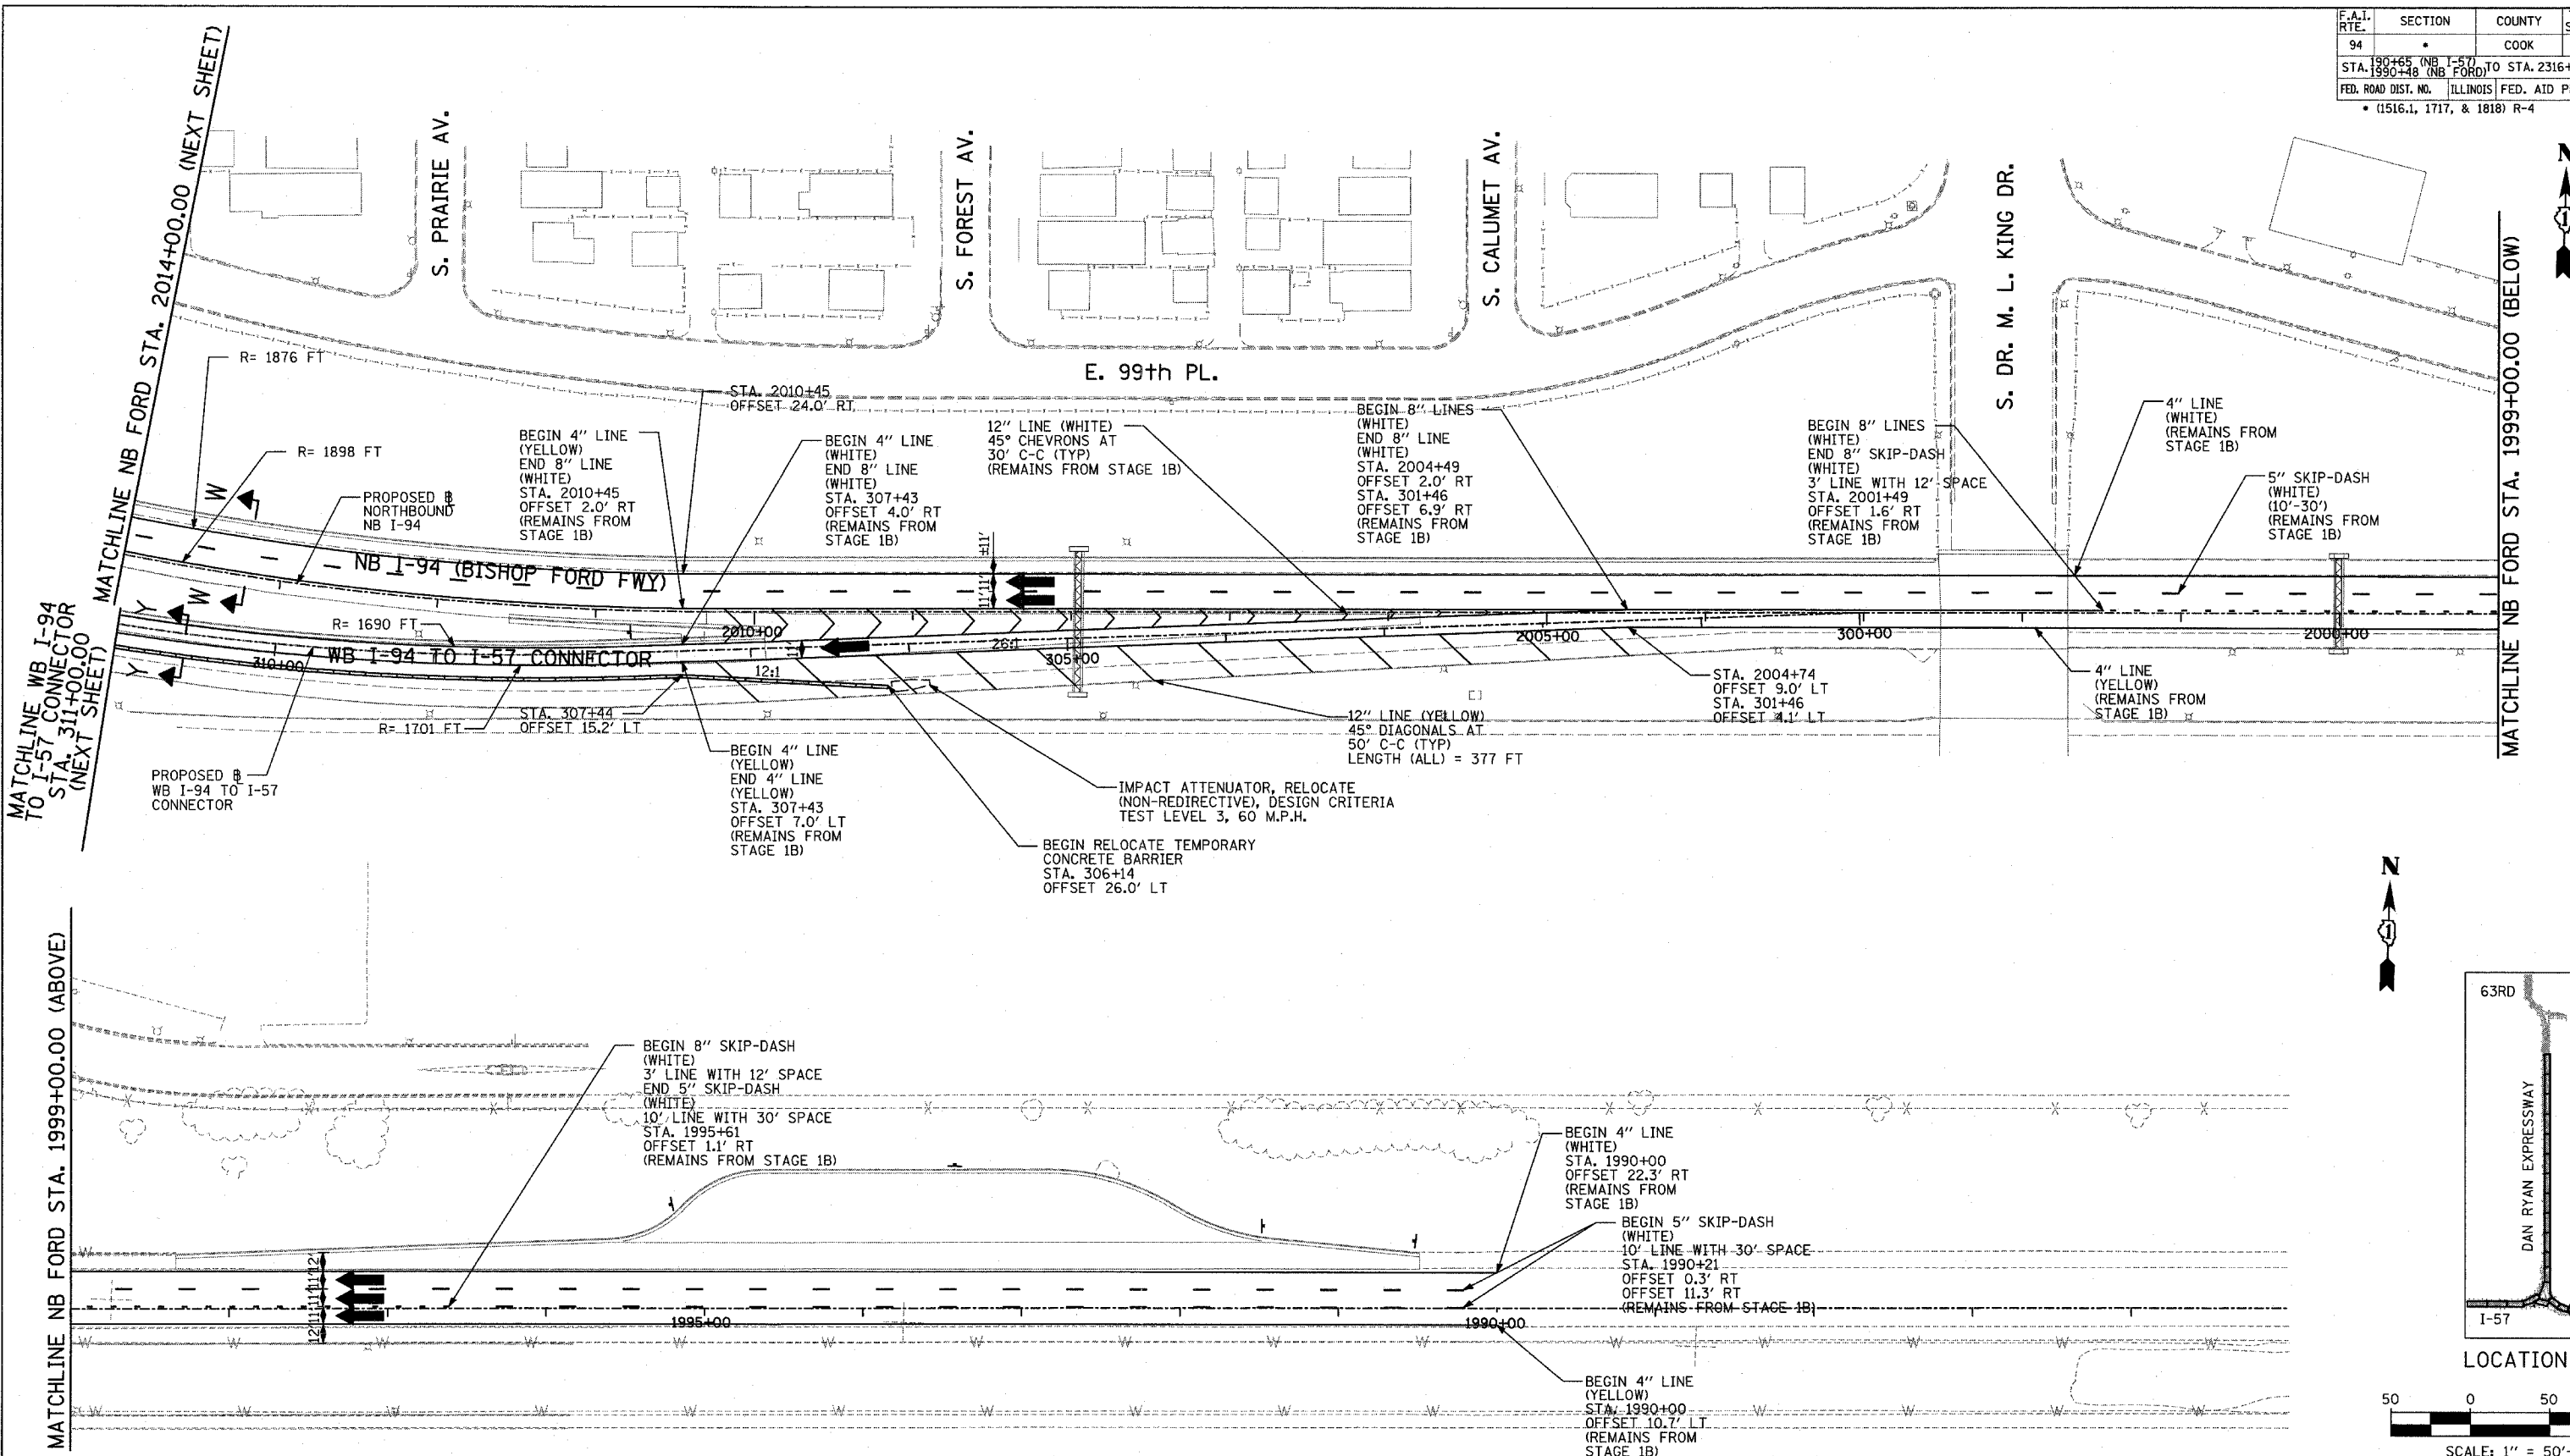 F.A.I. RTE. SECTION COUNTY
94 * COOK
STA. 190+65 (NB I-57) TO STA. 2316+
1990+48 (NB FORD)
FED. ROAD DIST. NO. ILLINOIS FED. AID
* (1516.1, 1717, & 1818) R-4
MATCHLINE NB FORD STA. 2014+00.00 (NEXT SHEET)
S. PRAIRIE AV.
S. FOREST AV.
S. CALUMET AV.
S. DR. M. L. KING DR.
N
1
MATCHLINE NB FORD STA. 1999+00.00 (BELOW)
E. 99th PL.
R= 1876 FT
R= 1898 FT
PROPOSED ℄
NORTHBOUND
NB I-94
W
W
Y
Y
BEGIN 4" LINE
(YELLOW)
END 8" LINE
(WHITE)
STA. 2010+45
OFFSET 2.0' RT
(REMAINS FROM
STAGE 1B)
STA. 2010+45
OFFSET 24.0' RT
BEGIN 4" LINE
(WHITE)
END 8" LINE
(WHITE)
STA. 307+43
OFFSET 4.0' RT
(REMAINS FROM
STAGE 1B)
12" LINE (WHITE)
45° CHEVRONS AT
30' C-C (TYP)
(REMAINS FROM STAGE 1B)
BEGIN 8" LINES
(WHITE)
END 8" LINE
(WHITE)
STA. 2004+49
OFFSET 2.0' RT
STA. 301+46
OFFSET 6.9' RT
(REMAINS FROM
STAGE 1B)
BEGIN 8" LINES
(WHITE)
END 8" SKIP-DASH
(WHITE)
3' LINE WITH 12' SPACE
STA. 2001+49
OFFSET 1.6' RT
(REMAINS FROM
STAGE 1B)
4" LINE
(WHITE)
(REMAINS FROM
STAGE 1B)
5" SKIP-DASH
(WHITE)
(10'-30')
(REMAINS FROM
STAGE 1B)
NB I-94 (BISHOP FORD FWY)
11' 11' ±11'
R= 1690 FT
WB I-94 TO I-57 CONNECTOR
310+00
2010+00
11'
12:1
26:1
305+00
2005+00
300+00
2000+00
R= 1701 FT
STA. 307+44
OFFSET 15.2' LT
MATCHLINE WB I-94
TO I-57 CONNECTOR
STA. 311+00.00
(NEXT SHEET)
PROPOSED ℄
WB I-94 TO I-57
CONNECTOR
BEGIN 4" LINE
(YELLOW)
END 4" LINE
(YELLOW)
STA. 307+43
OFFSET 7.0' LT
(REMAINS FROM
STAGE 1B)
BEGIN RELOCATE TEMPORARY
CONCRETE BARRIER
STA. 306+14
OFFSET 26.0' LT
IMPACT ATTENUATOR, RELOCATE
(NON-REDIRECTIVE), DESIGN CRITERIA
TEST LEVEL 3, 60 M.P.H.
12" LINE (YELLOW)
45° DIAGONALS AT
50' C-C (TYP)
LENGTH (ALL) = 377 FT
STA. 2004+74
OFFSET 9.0' LT
STA. 301+46
OFFSET 4.1' LT
4" LINE
(YELLOW)
(REMAINS FROM
STAGE 1B)
MATCHLINE NB FORD STA. 1999+00.00 (ABOVE)
BEGIN 8" SKIP-DASH
(WHITE)
3' LINE WITH 12' SPACE
END 5" SKIP-DASH
(WHITE)
10' LINE WITH 30' SPACE
STA. 1995+61
OFFSET 1.1' RT
(REMAINS FROM STAGE 1B)
12' 11' 11' 11' 12'
1995+00
1990+00
BEGIN 4" LINE
(WHITE)
STA. 1990+00
OFFSET 22.3' RT
(REMAINS FROM
STAGE 1B)
BEGIN 5" SKIP-DASH
(WHITE)
10' LINE WITH 30' SPACE
STA. 1990+21
OFFSET 0.3' RT
OFFSET 11.3' RT
(REMAINS FROM STAGE 1B)
BEGIN 4" LINE
(YELLOW)
STA. 1990+00
OFFSET 10.7' LT
(REMAINS FROM
STAGE 1B)
N
1
63RD
DAN RYAN EXPRESSWAY
I-57
LOCATION
50 0 50
SCALE: 1" = 50'